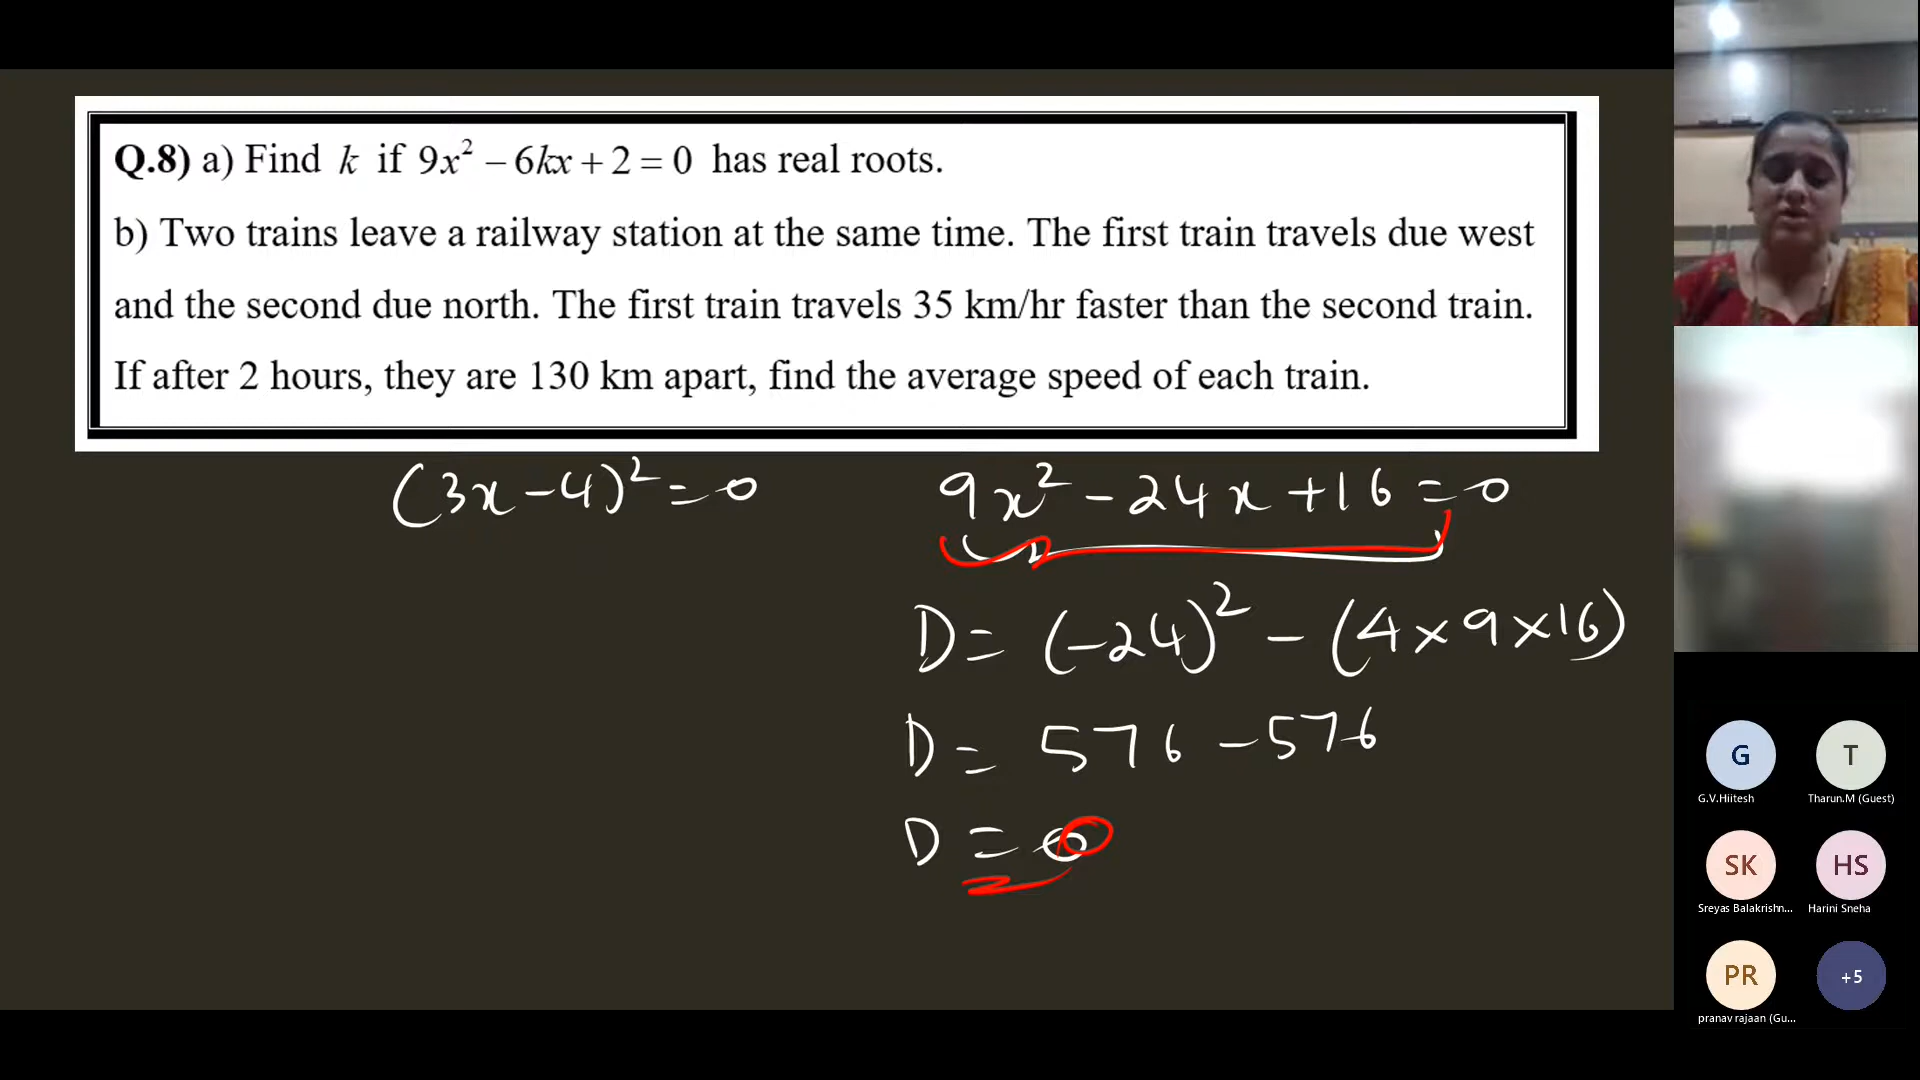 Q.8) a) Find k if 9x² − 6kx + 2 = 0 has real roots.
b) Two trains leave a railway station at the same time. The first train travels due west
and the second due north. The first train travels 35 km/hr faster than the second train.
If after 2 hours, they are 130 km apart, find the average speed of each train.
(3x − 4)² = 0
9x² − 24x + 16 = 0
D = (−24)² − (4 × 9 × 16)
D = 576 − 576
D = 0
G T
G.V.Hiitesh Tharun.M (Guest)
SK HS
Sreyas Balakrishn... Harini Sneha
PR +5
pranav rajaan (Gu...